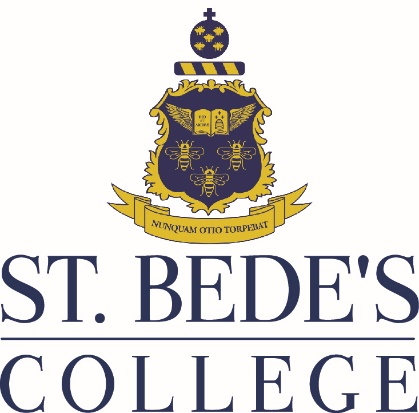 NUNQUAM OTIO TORPEBAT
ST. BEDE'S
COLLEGE